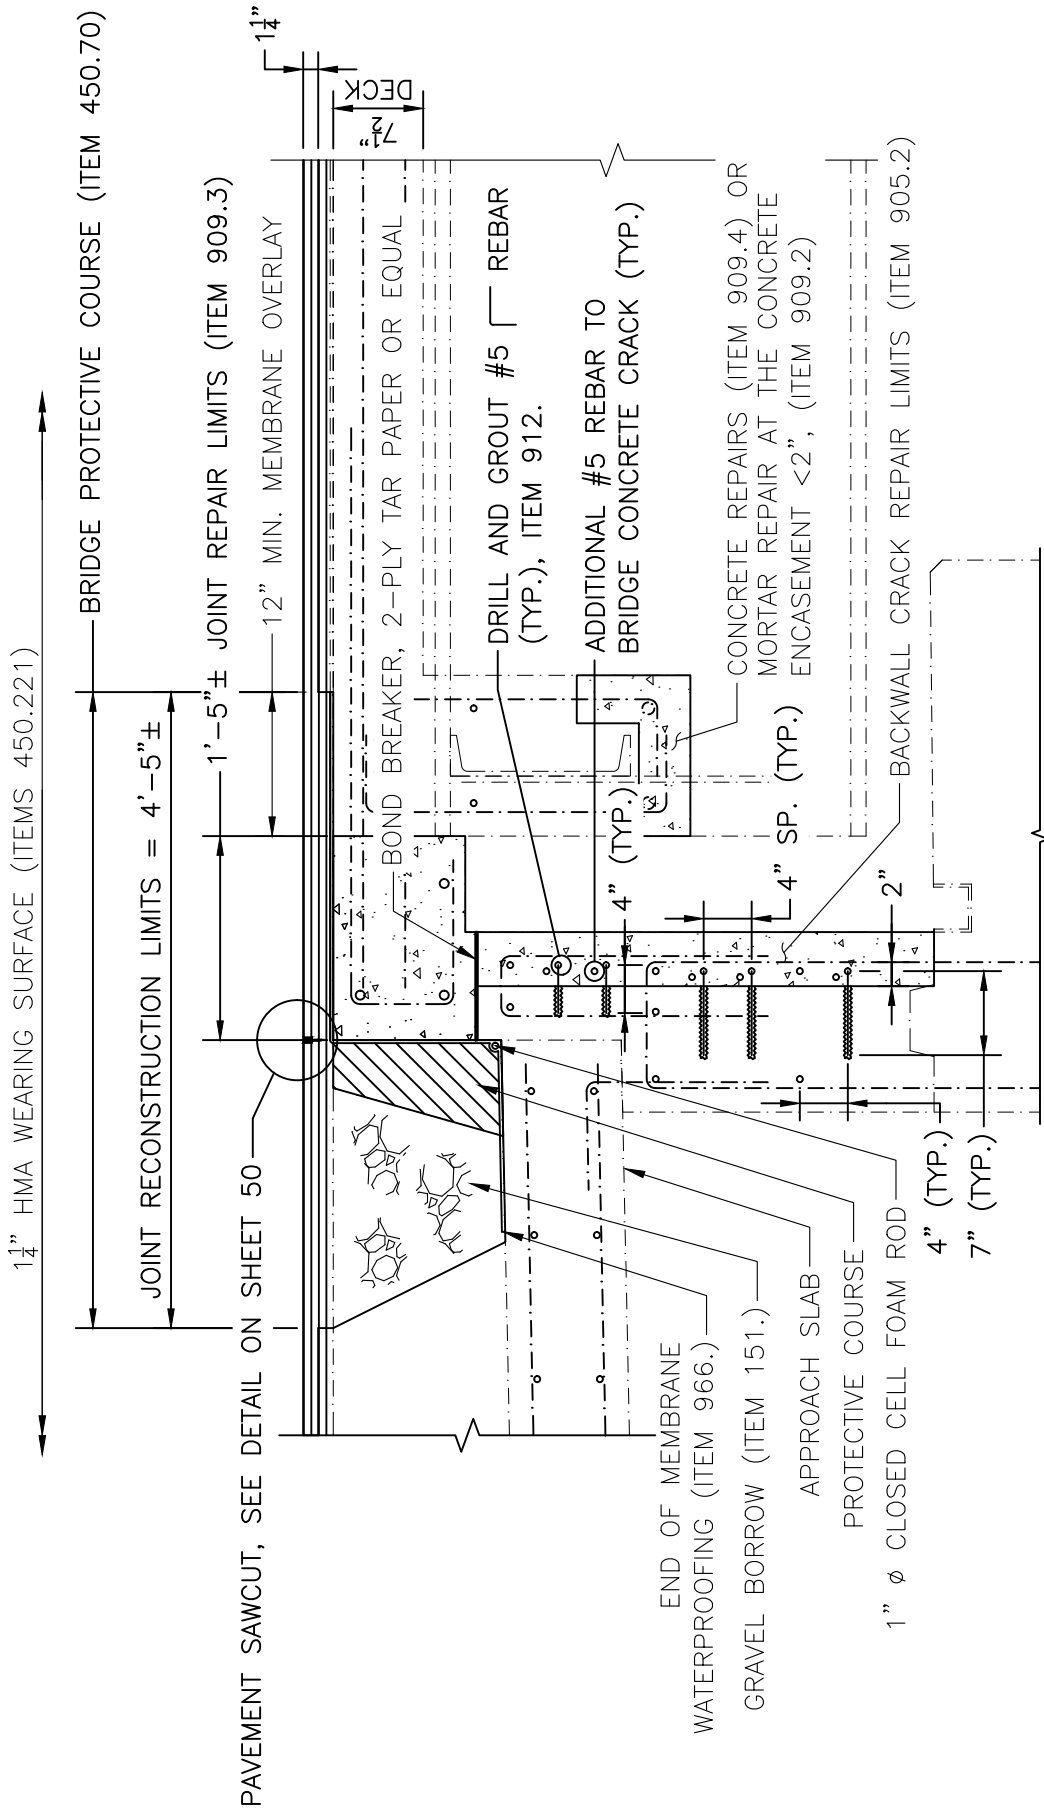 1¼" HMA WEARING SURFACE (ITEMS 450.221)
BRIDGE PROTECTIVE COURSE (ITEM 450.70)
JOINT RECONSTRUCTION LIMITS = 4'-5"±
1'-5"± JOINT REPAIR LIMITS (ITEM 909.3)
PAVEMENT SAWCUT, SEE DETAIL ON SHEET 50
12" MIN. MEMBRANE OVERLAY
1¼"
7½"
DECK
BOND BREAKER, 2-PLY TAR PAPER OR EQUAL
DRILL AND GROUT #5 REBAR
(TYP.), ITEM 912.
ADDITIONAL #5 REBAR TO
BRIDGE CONCRETE CRACK (TYP.)
CONCRETE REPAIRS (ITEM 909.4) OR
MORTAR REPAIR AT THE CONCRETE
ENCASEMENT <2", (ITEM 909.2)
BACKWALL CRACK REPAIR LIMITS (ITEM 905.2)
4" (TYP.)
4" SP. (TYP.)
2"
4" (TYP.)
7" (TYP.)
END OF MEMBRANE
WATERPROOFING (ITEM 966.)
GRAVEL BORROW (ITEM 151.)
APPROACH SLAB
PROTECTIVE COURSE
1" ø CLOSED CELL FOAM ROD